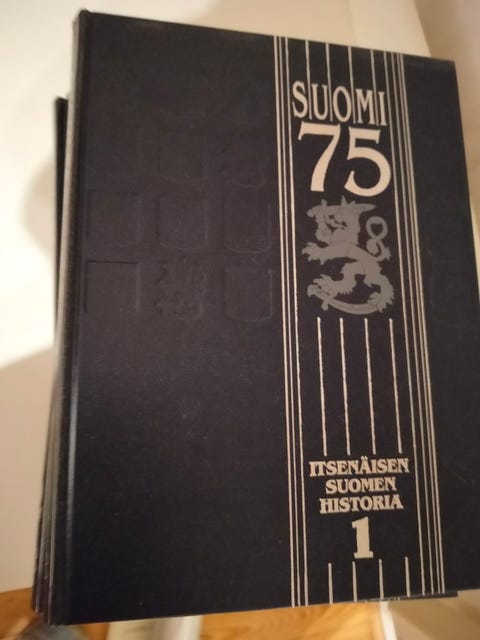 SUOMI
75
ITSENÄISEN
SUOMEN
HISTORIA
1